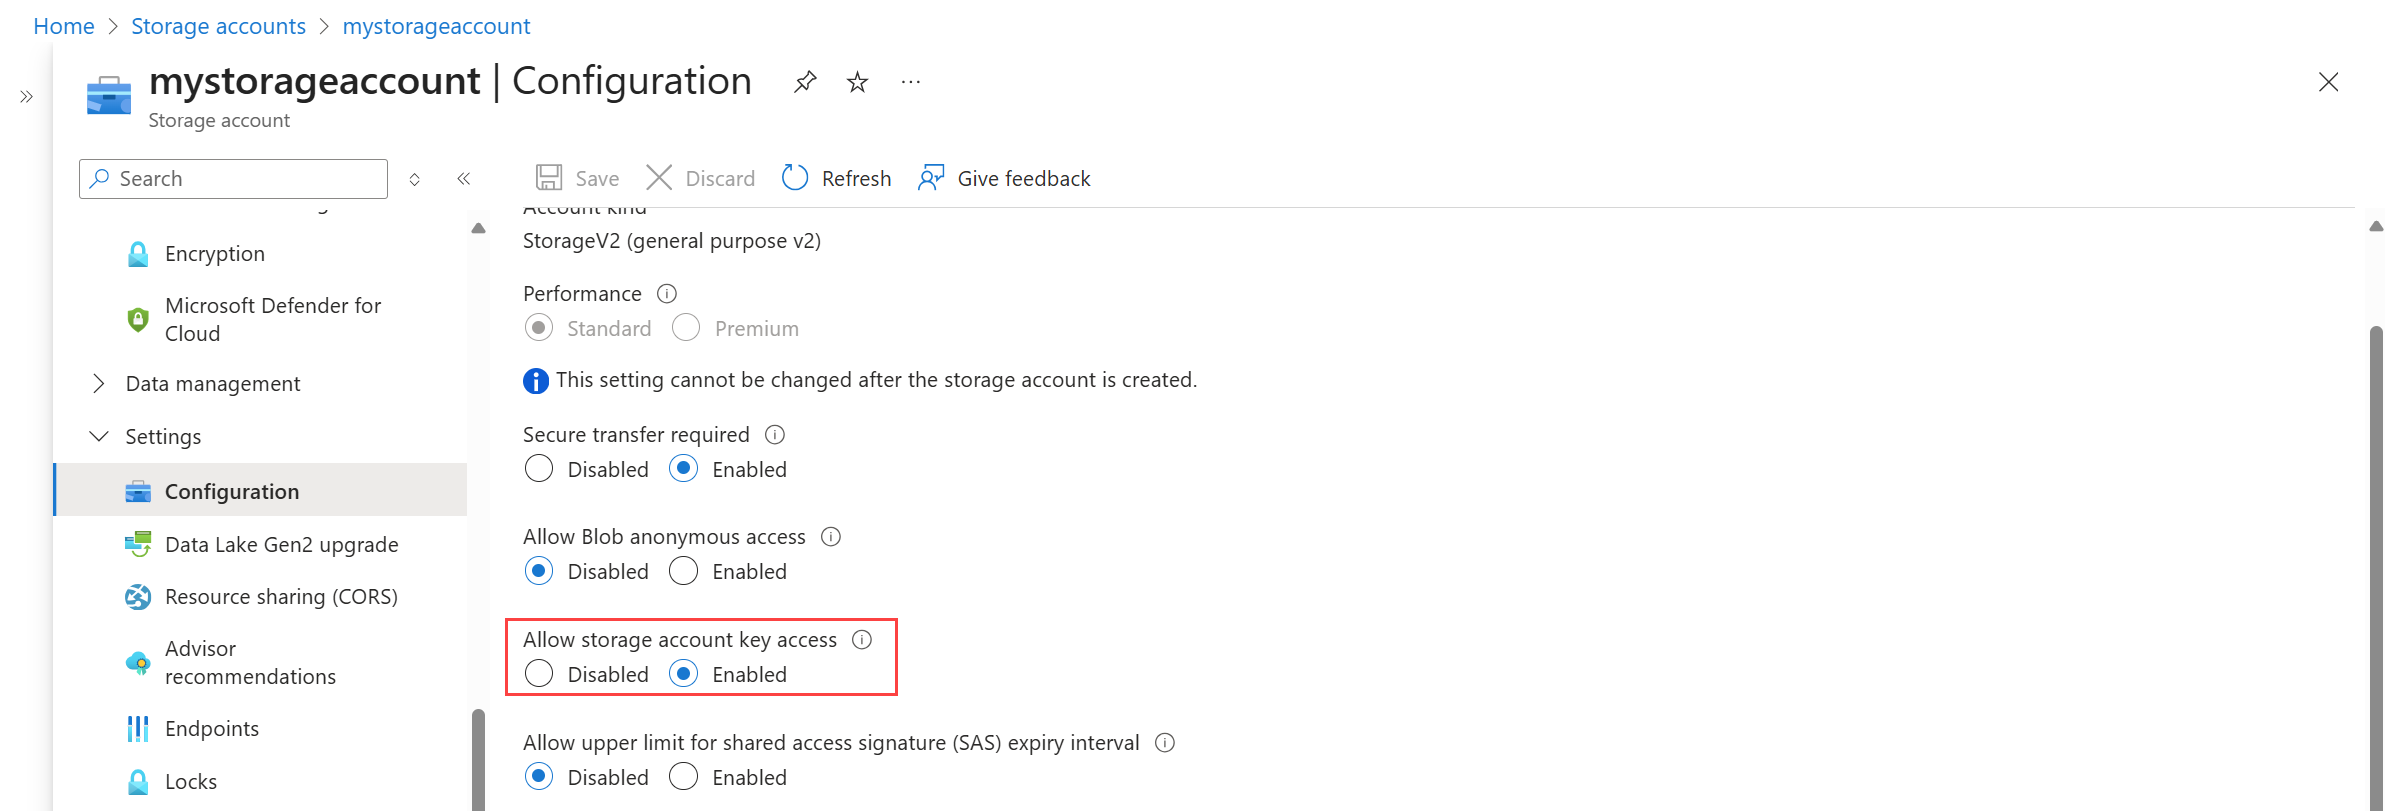 Home > Storage accounts > mystorageaccount
mystorageaccount | Configuration
Storage account
Search
Save
Discard
Refresh
Give feedback
Encryption
Microsoft Defender for
Cloud
Data management
Settings
Configuration
Data Lake Gen2 upgrade
Resource sharing (CORS)
Advisor
recommendations
Endpoints
Locks
Account kind
StorageV2 (general purpose v2)
Performance
Standard Premium
This setting cannot be changed after the storage account is created.
Secure transfer required
Disabled Enabled
Allow Blob anonymous access
Disabled Enabled
Allow storage account key access
Disabled Enabled
Allow upper limit for shared access signature (SAS) expiry interval
Disabled Enabled